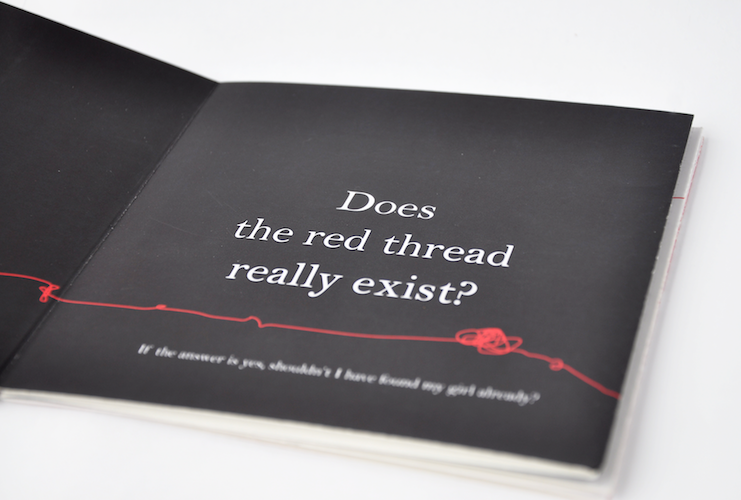 Does
the red thread
really exist?
If the answer is yes, shouldn't I have found my girl already?